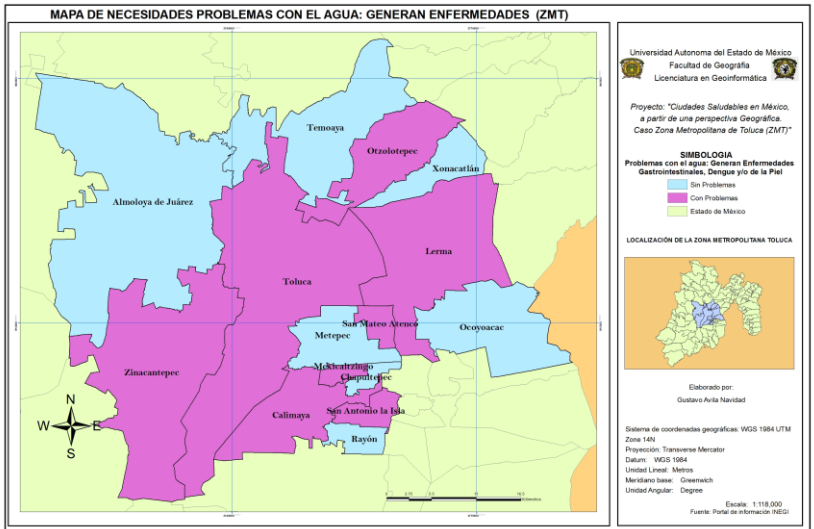 MAPA DE NECESIDADES PROBLEMAS CON EL AGUA: GENERAN ENFERMEDADES (ZMT)
Temoaya
Otzolotepec
Xonacatlán
Almoloya de Juárez
Lerma
Toluca
San Mateo Atenco
Ocoyoacac
Metepec
Mexicaltzingo
Zinacantepec
Chapultepec
San Antonio la Isla
Calimaya
Rayón
N
W E
S
Universidad Autonoma del Estado de México
Facultad de Geográfia
Licenciatura en Geoinformática
Proyecto: "Ciudades Saludables en México,
a partir de una perspectiva Geográfica.
Caso Zona Metropolitana de Toluca (ZMT)"
SIMBOLOGIA
Problemas con el agua: Generan Enfermedades
Gastrointestinales, Dengue y/o de la Piel
Sin Problemas
Con Problemas
Estado de México
LOCALIZACIÓN DE LA ZONA METROPOLITANA TOLUCA
Elaborado por:
Gustavo Avila Navidad
Sistema de coordenadas geográficas: WGS 1984 UTM
Zone 14N
Proyección: Transverse Mercator
Datum: WGS 1984
Unidad Lineal: Metros
Meridiano base: Greenwich
Unidad Angular: Degree
Escala: 1:118,000
Fuente: Portal de información INEGI